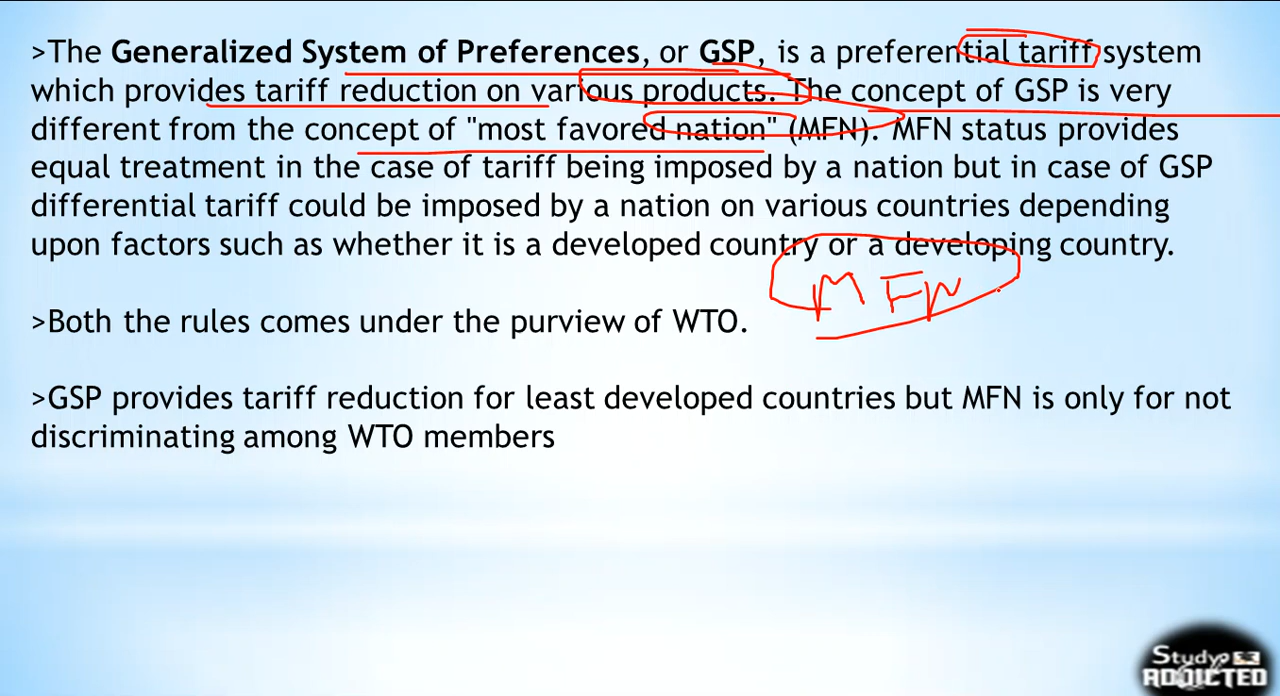 >The Generalized System of Preferences, or GSP, is a preferential tariff system
which provides tariff reduction on various products. The concept of GSP is very
different from the concept of "most favored nation" (MFN). MFN status provides
equal treatment in the case of tariff being imposed by a nation but in case of GSP
differential tariff could be imposed by a nation on various countries depending
upon factors such as whether it is a developed country or a developing country.
MFN
>Both the rules comes under the purview of WTO.
>GSP provides tariff reduction for least developed countries but MFN is only for not
discriminating among WTO members
Study
ADDICTED